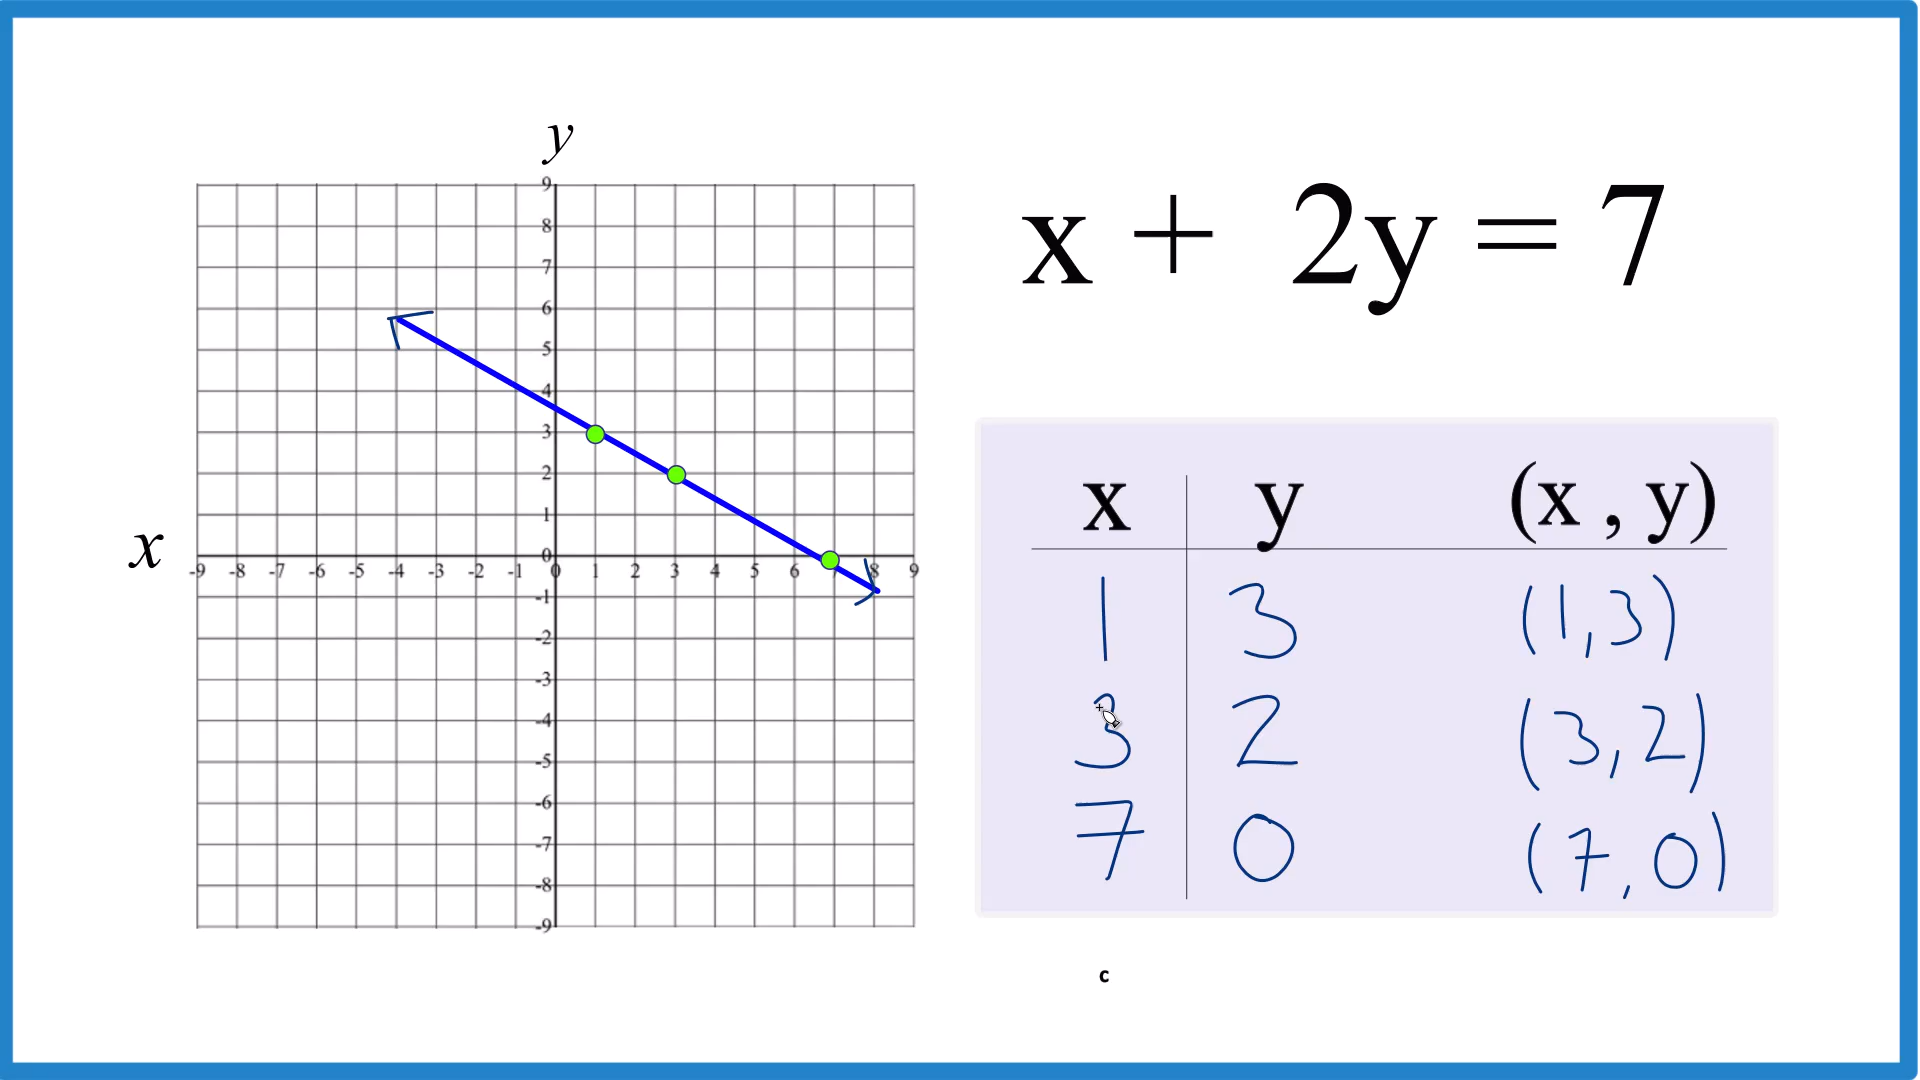 y
9
8
7
6
5
4
3
2
1
0
x
-9 -8 -7 -6 -5 -4 -3 -2 -1 0 1 2 3 4 5 6 7 8 9
-1
-2
-3
-4
-5
-6
-7
-8
-9
x + 2y = 7
x y (x , y)
1 3 (1,3)
3 2 (3,2)
7 0 (7,0)
c